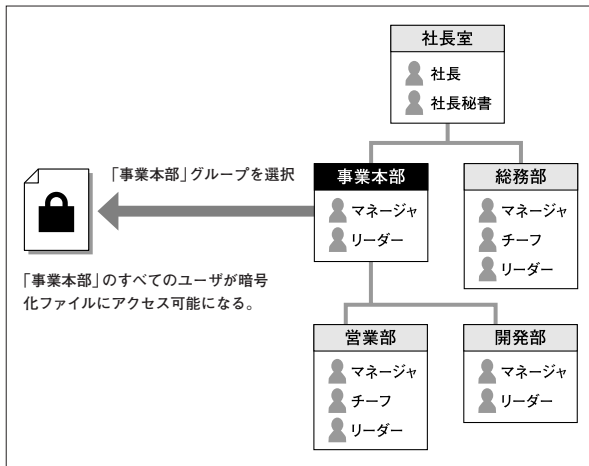 社長室
社長
社長秘書
「事業本部」グループを選択
事業本部
マネージャ
リーダー
総務部
マネージャ
チーフ
リーダー
「事業本部」のすべてのユーザが暗号
化ファイルにアクセス可能になる。
営業部
マネージャ
チーフ
リーダー
開発部
マネージャ
リーダー